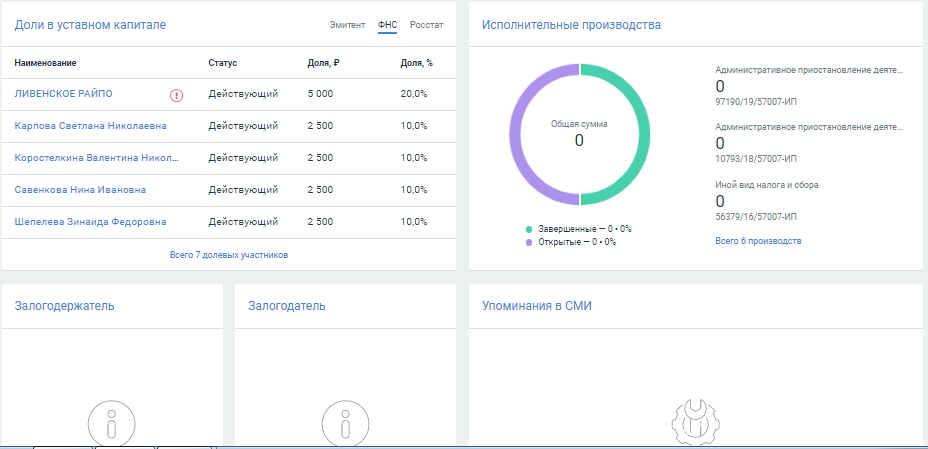 Доли в уставном капитале
Эмитент ФНС Росстат
Наименование Статус Доля, ₽ Доля, %
ЛИВЕНСКОЕ РАЙПО Действующий 5 000 20,0%
Карпова Светлана Николаевна Действующий 2 500 10,0%
Коростелкина Валентина Никол... Действующий 2 500 10,0%
Савенкова Нина Ивановна Действующий 2 500 10,0%
Шепелева Зинаида Федоровна Действующий 2 500 10,0%
Всего 7 долевых участников
Исполнительные производства
Общая сумма
0
Завершенные — 0 • 0%
Открытые — 0 • 0%
Административное приостановление деяте...
0
97190/19/57007-ИП
Административное приостановление деяте...
0
10793/18/57007-ИП
Иной вид налога и сбора
0
56379/16/57007-ИП
Всего 6 производств
Залогодержатель
Залогодатель
Упоминания в СМИ